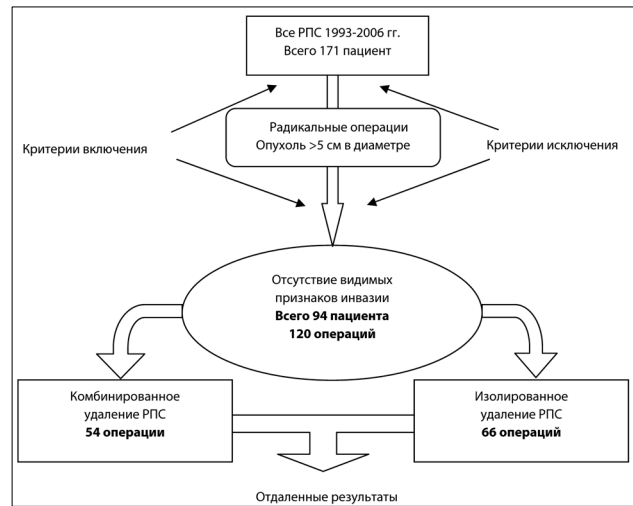 Все РПС 1993-2006 гг.
Всего 171 пациент
Радикальные операции
Опухоль >5 см в диаметре
Критерии включения
Критерии исключения
Отсутствие видимых
признаков инвазии
Всего 94 пациента
120 операций
Комбинированное
удаление РПС
54 операции
Изолированное
удаление РПС
66 операций
Отдаленные результаты